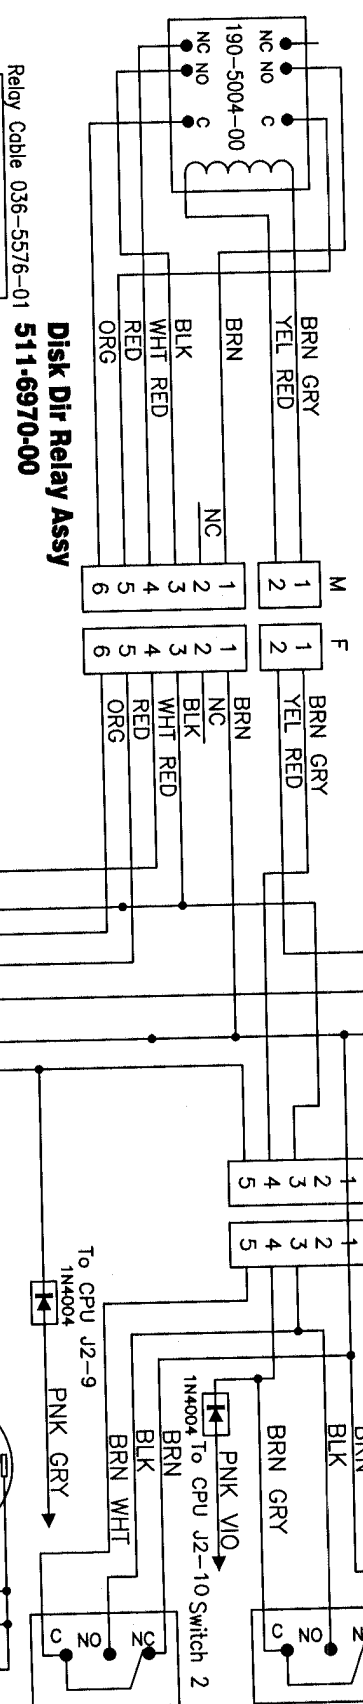 190-5004-00
NC
NO
C
NC
NO
C
BRN GRY
YEL RED
BRN
BLK
WHT RED
RED
ORG
NC
Disk Dir Relay Assy
511-6970-00
Relay Cable 036-5576-01
M
F
1
2
1
2
3
4
5
6
1
2
1
2
3
4
5
6
BRN GRY
YEL RED
BRN
NC
BLK
WHT RED
RED
ORG
1
2
3
4
5
1
2
3
4
5
BRN
BLK
BRN GRY
PNK VIO
1N4004
To CPU J2-10
Switch 2
BRN
BLK
BRN WHT
To CPU J2-9
1N4004
PNK GRY
NO
C
NC
NO
C